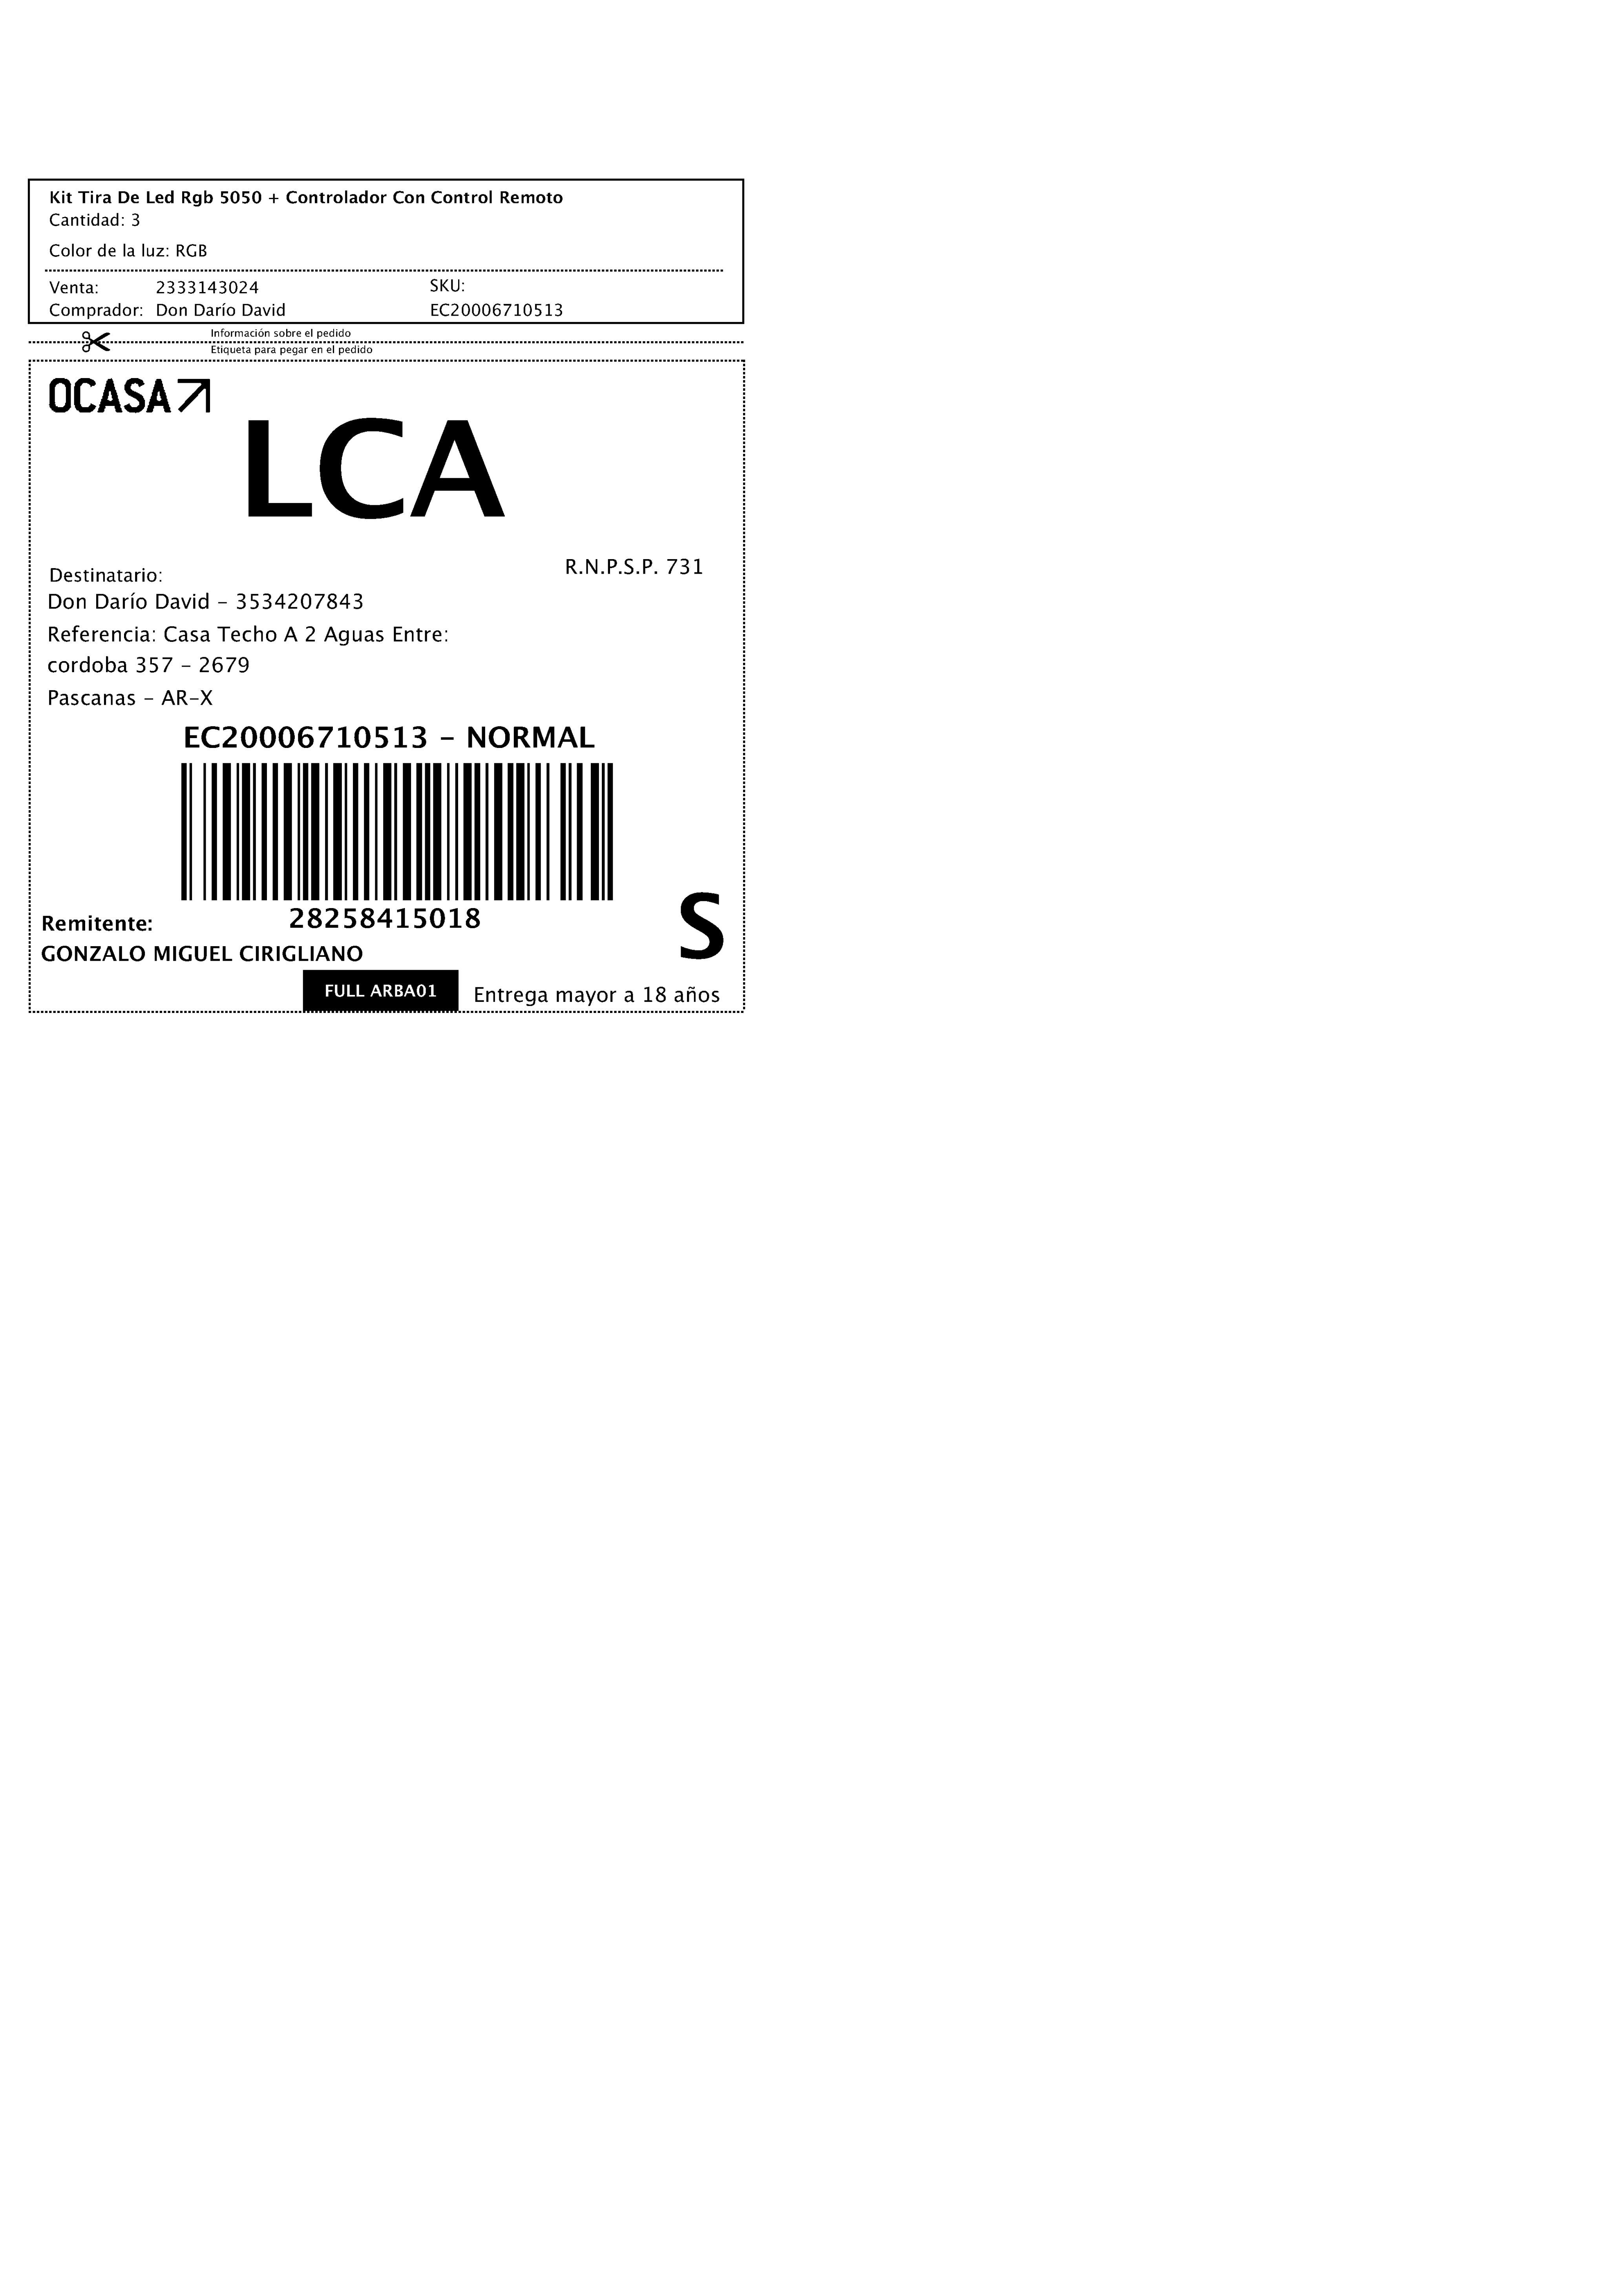 Kit Tira De Led Rgb 5050 + Controlador Con Control Remoto
Cantidad: 3
Color de la luz: RGB
Venta: 2333143024 SKU:
Comprador: Don Darío David EC20006710513
Información sobre el pedido
Etiqueta para pegar en el pedido
OCASA
LCA
R.N.P.S.P. 731
Destinatario:
Don Darío David - 3534207843
Referencia: Casa Techo A 2 Aguas Entre:
cordoba 357 - 2679
Pascanas - AR-X
EC20006710513 - NORMAL
28258415018
Remitente:
S
GONZALO MIGUEL CIRIGLIANO
FULL ARBA01 Entrega mayor a 18 años